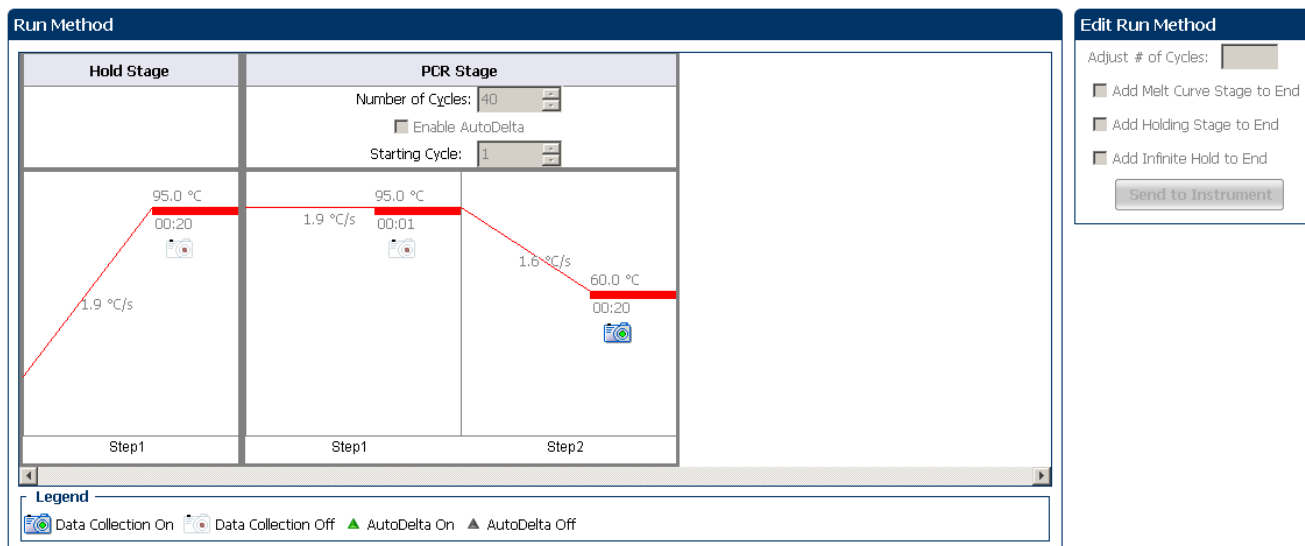 Run Method
Hold Stage
PCR Stage
Number of Cycles: 40
Enable AutoDelta
Starting Cycle: 1
95.0 °C
00:20
1.9 °C/s
95.0 °C
1.9 °C/s
00:01
1.6 °C/s
60.0 °C
00:20
Step1
Step1
Step2
Legend
Data Collection On Data Collection Off AutoDelta On AutoDelta Off
Edit Run Method
Adjust # of Cycles:
Add Melt Curve Stage to End
Add Holding Stage to End
Add Infinite Hold to End
Send to Instrument